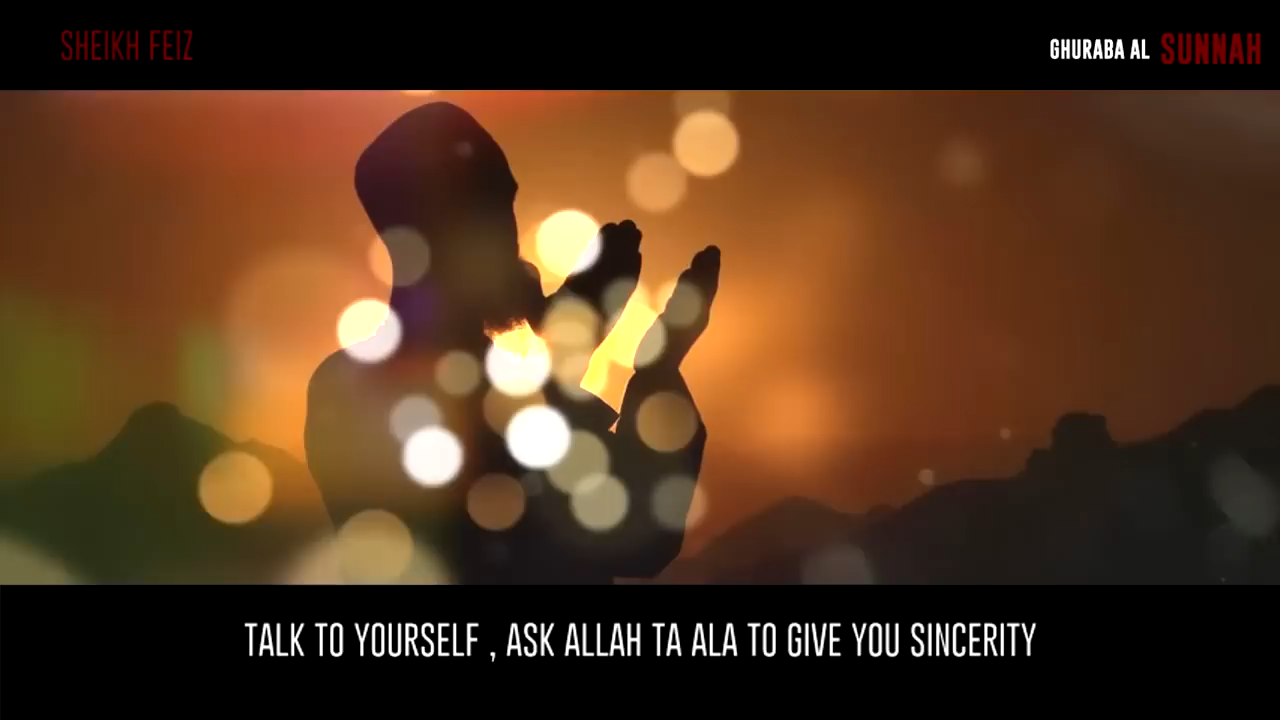 SHEIKH FEIZ
GHURABA AL SUNNAH
TALK TO YOURSELF , ASK ALLAH TA ALA TO GIVE YOU SINCERITY